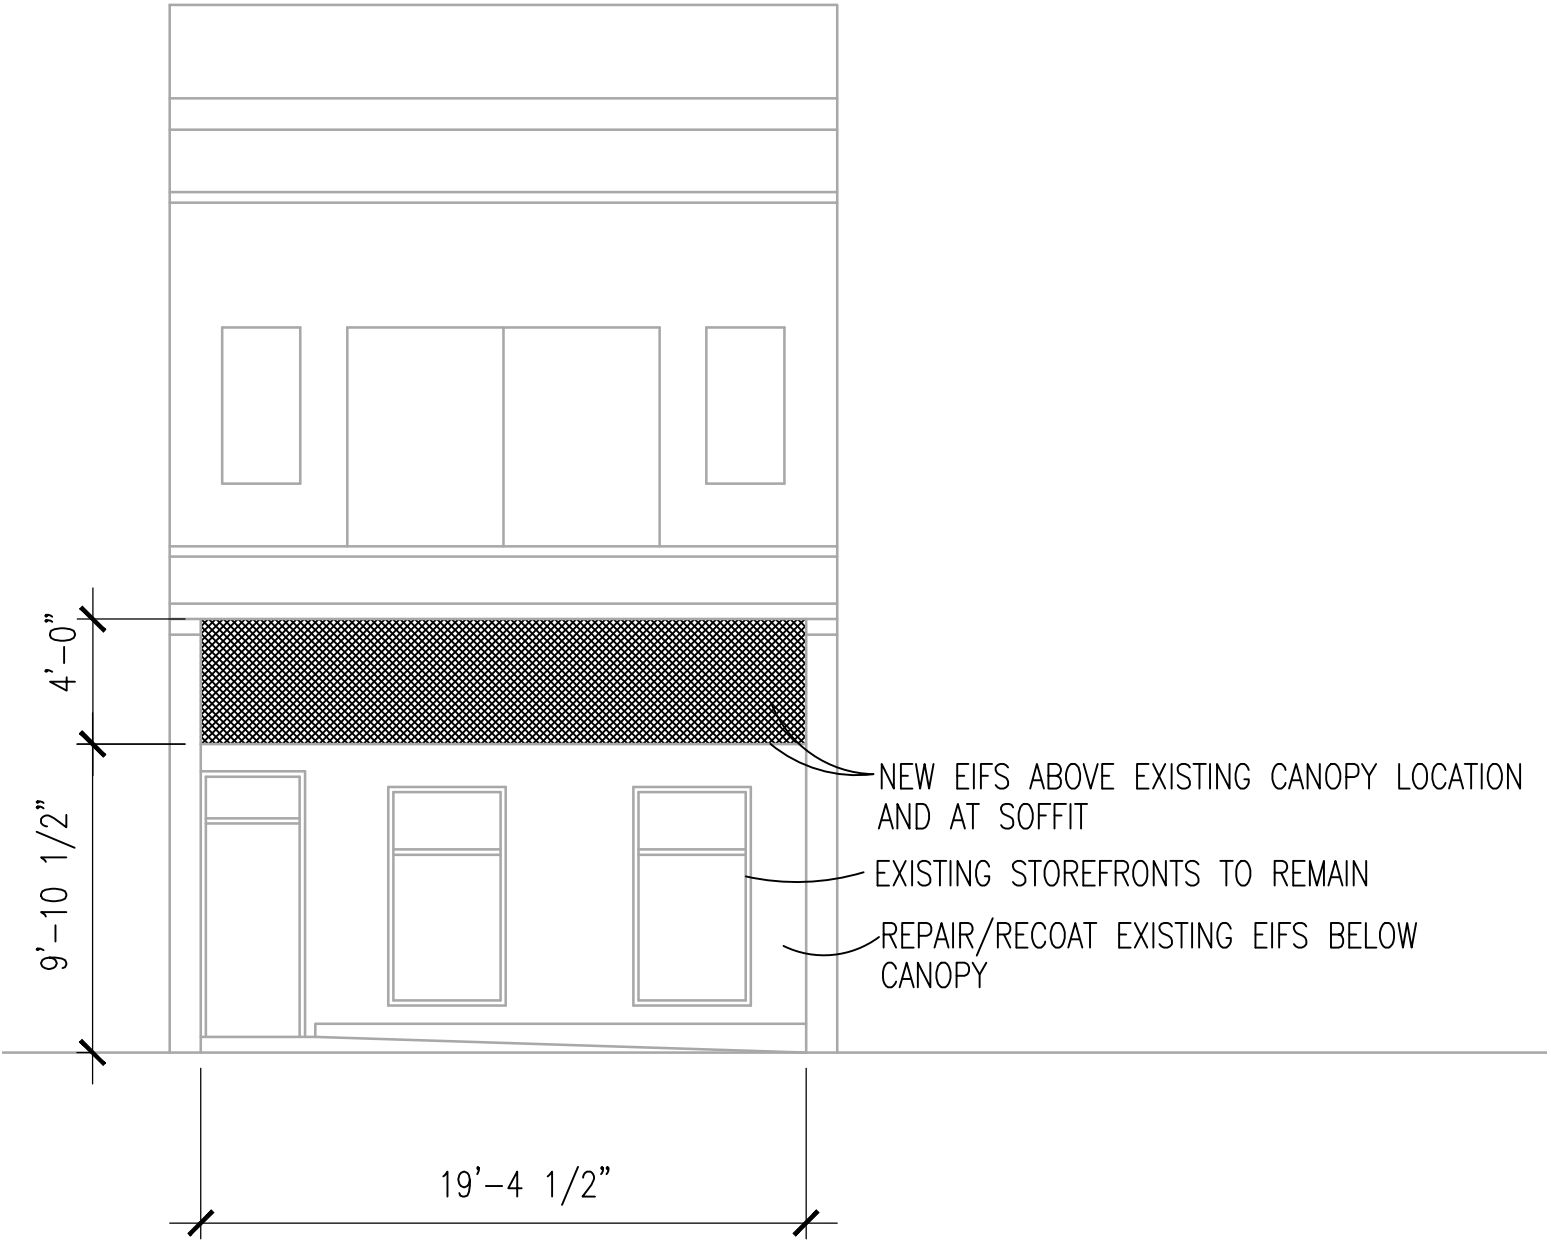 4'-0"
NEW EIFS ABOVE EXISTING CANOPY LOCATION
AND AT SOFFIT
9'-10 1/2"
EXISTING STOREFRONTS TO REMAIN
REPAIR/RECOAT EXISTING EIFS BELOW
CANOPY
19'-4 1/2"